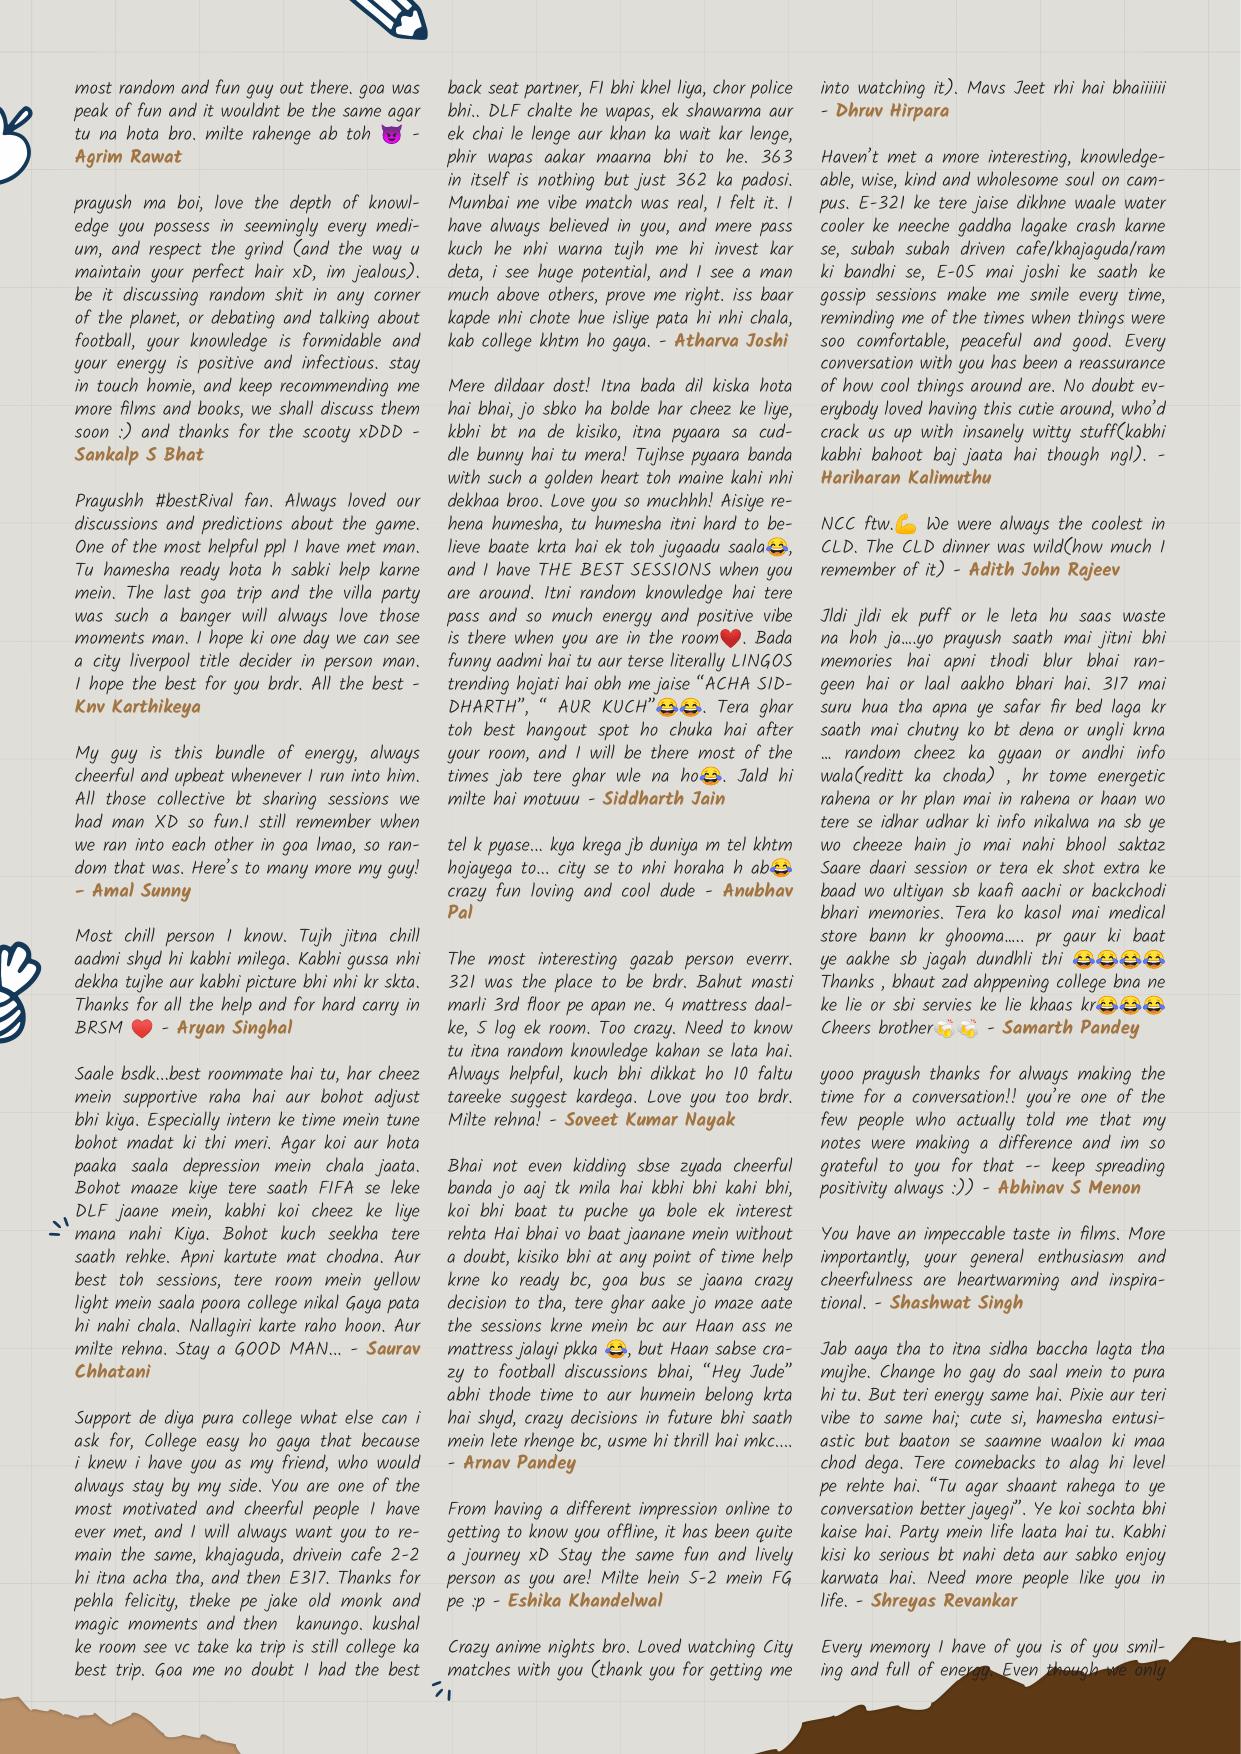 most random and fun guy out there. goa was
peak of fun and it wouldnt be the same agar
tu na hota bro. milte rahenge ab toh 😈 -
Agrim Rawat
prayush ma boi, love the depth of knowl-
edge you possess in seemingly every medi-
um, and respect the grind (and the way u
maintain your perfect hair xD, im jealous).
be it discussing random shit in any corner
of the planet, or debating and talking about
football, your knowledge is formidable and
your energy is positive and infectious. stay
in touch homie, and keep recommending me
more films and books, we shall discuss them
soon :) and thanks for the scooty xDDD -
Sankalp S Bhat
Prayushh #bestRival fan. Always loved our
discussions and predictions about the game.
One of the most helpful ppl I have met man.
Tu hamesha ready hota h sabki help karne
mein. The last goa trip and the villa party
was such a banger will always love those
moments man. I hope ki one day we can see
a city liverpool title decider in person man.
I hope the best for you brdr. All the best -
Knv Karthikeya
My guy is this bundle of energy, always
cheerful and upbeat whenever I run into him.
All those collective bt sharing sessions we
had man XD so fun.I still remember when
we ran into each other in goa lmao, so ran-
dom that was. Here's to many more my guy!
- Amal Sunny
Most chill person I know. Tujh jitna chill
aadmi shyd hi kabhi milega. Kabhi gussa nhi
dekha tujhe aur kabhi picture bhi nhi kr skta.
Thanks for all the help and for hard carry in
BRSM ♥️ - Aryan Singhal
Saale bsdk...best roommate hai tu, har cheez
mein supportive raha hai aur bohot adjust
bhi kiya. Especially intern ke time mein tune
bohot madat ki thi meri. Agar koi aur hota
paaka saala depression mein chala jaata.
Bohot maaze kiye tere saath FIFA se leke
DLF jaane mein, kabhi koi cheez ke liye
mana nahi Kiya. Bohot kuch seekha tere
saath rehke. Apni kartute mat chodna. Aur
best toh sessions, tere room mein yellow
light mein saala poora college nikal Gaya pata
hi nahi chala. Nallagiri karte raho hoon. Aur
milte rehna. Stay a GOOD MAN... - Saurav
Chhatani
Support de diya pura college what else can i
ask for, College easy ho gaya that because
i knew i have you as my friend, who would
always stay by my side. You are one of the
most motivated and cheerful people I have
ever met, and I will always want you to re-
main the same, khajaguda, drivein cafe 2-2
hi itna acha tha, and then E317. Thanks for
pehla felicity, theke pe jake old monk and
magic moments and then kanungo. kushal
ke room see vc take ka trip is still college ka
best trip. Goa me no doubt I had the best
back seat partner, F1 bhi khel liya, chor police
bhi.. DLF chalte he wapas, ek shawarma aur
ek chai le lenge aur khan ka wait kar lenge,
phir wapas aakar maarna bhi to he. 363
in itself is nothing but just 362 ka padosi.
Mumbai me vibe match was real, I felt it. I
have always believed in you, and mere pass
kuch he nhi warna tujh me hi invest kar
deta, i see huge potential, and I see a man
much above others, prove me right. iss baar
kapde nhi chote hue isliye pata hi nhi chala,
kab college khtm ho gaya. - Atharva Joshi
Mere dildaar dost! Itna bada dil kiska hota
hai bhai, jo sbko ha bolde har cheez ke liye,
kbhi bt na de kisiko, itna pyaara sa cud-
dle bunny hai tu mera! Tujhse pyaara banda
with such a golden heart toh maine kahi nhi
dekhaa broo. Love you so muchhh! Aisiye re-
hena humesha, tu humesha itni hard to be-
lieve baate krta hai ek toh jugaadu saala😂,
and I have THE BEST SESSIONS when you
are around. Itni random knowledge hai tere
pass and so much energy and positive vibe
is there when you are in the room♥️. Bada
funny aadmi hai tu aur terse literally LINGOS
trending hojati hai obh me jaise “ACHA SID-
DHARTH”, “ AUR KUCH”😂😂. Tera ghar
toh best hangout spot ho chuka hai after
your room, and I will be there most of the
times jab tere ghar wle na ho😂. Jald hi
milte hai motuuu - Siddharth Jain
tel k pyase... kya krega jb duniya m tel khtm
hojayega to... city se to nhi horaha h ab😂
crazy fun loving and cool dude - Anubhav
Pal
The most interesting gazab person everrr.
321 was the place to be brdr. Bahut masti
marli 3rd floor pe apan ne. 4 mattress daal-
ke, 5 log ek room. Too crazy. Need to know
tu itna random knowledge kahan se lata hai.
Always helpful, kuch bhi dikkat ho 10 faltu
tareeke suggest kardega. Love you too brdr.
Milte rehna! - Soveet Kumar Nayak
Bhai not even kidding sbse zyada cheerful
banda jo aaj tk mila hai kbhi bhi kahi bhi,
koi bhi baat tu puche ya bole ek interest
rehta Hai bhai vo baat jaanane mein without
a doubt, kisiko bhi at any point of time help
krne ko ready bc, goa bus se jaana crazy
decision to tha, tere ghar aake jo maze aate
the sessions krne mein bc aur Haan ass ne
mattress jalayi pkka 😂, but Haan sabse cra-
zy to football discussions bhai, “Hey Jude”
abhi thode time to aur humein belong krta
hai shyd, crazy decisions in future bhi saath
mein lete rhenge bc, usme hi thrill hai mkc....
- Arnav Pandey
From having a different impression online to
getting to know you offline, it has been quite
a journey xD Stay the same fun and lively
person as you are! Milte hein 5-2 mein FG
pe :p - Eshika Khandelwal
Crazy anime nights bro. Loved watching City
matches with you (thank you for getting me
into watching it). Mavs Jeet rhi hai bhaiiiiii
- Dhruv Hirpara
Haven't met a more interesting, knowledge-
able, wise, kind and wholesome soul on cam-
pus. E-321 ke tere jaise dikhne waale water
cooler ke neeche gaddha lagake crash karne
se, subah subah driven cafe/khajaguda/ram
ki bandhi se, E-05 mai joshi ke saath ke
gossip sessions make me smile every time,
reminding me of the times when things were
soo comfortable, peaceful and good. Every
conversation with you has been a reassurance
of how cool things around are. No doubt ev-
erybody loved having this cutie around, who'd
crack us up with insanely witty stuff(kabhi
kabhi bahoot baj jaata hai though ngl). -
Hariharan Kalimuthu
NCC ftw.💪 We were always the coolest in
CLD. The CLD dinner was wild(how much I
remember of it) - Adith John Rajeev
Jldi jldi ek puff or le leta hu saas waste
na hoh ja....yo prayush saath mai jitni bhi
memories hai apni thodi blur bhai ran-
geen hai or laal aakho bhari hai. 317 mai
suru hua tha apna ye safar fir bed laga kr
saath mai chutny ko bt dena or ungli krna
... random cheez ka gyaan or andhi info
wala(reditt ka choda) , hr tome energetic
rahena or hr plan mai in rahena or haan wo
tere se idhar udhar ki info nikalwa na sb ye
wo cheeze hain jo mai nahi bhool saktaz
Saare daari session or tera ek shot extra ke
baad wo ultiyan sb kaafi aachi or backchodi
bhari memories. Tera ko kasol mai medical
store bann kr ghooma..... pr gaur ki baat
ye aakhe sb jagah dundhli thi 😂😂😂😂
Thanks , bhaut zad ahppening college bna ne
ke lie or sbi servies ke lie khaas kr😂😂😂
Cheers brother🍻🍻 - Samarth Pandey
yooo prayush thanks for always making the
time for a conversation!! you're one of the
few people who actually told me that my
notes were making a difference and im so
grateful to you for that -- keep spreading
positivity always :)) - Abhinav S Menon
You have an impeccable taste in films. More
importantly, your general enthusiasm and
cheerfulness are heartwarming and inspira-
tional. - Shashwat Singh
Jab aaya tha to itna sidha baccha lagta tha
mujhe. Change ho gay do saal mein to pura
hi tu. But teri energy same hai. Pixie aur teri
vibe to same hai; cute si, hamesha entusi-
astic but baaton se saamne waalon ki maa
chod dega. Tere comebacks to alag hi level
pe rehte hai. “Tu agar shaant rahega to ye
conversation better jayegi”. Ye koi sochta bhi
kaise hai. Party mein life laata hai tu. Kabhi
kisi ko serious bt nahi deta aur sabko enjoy
karwata hai. Need more people like you in
life. - Shreyas Revankar
Every memory I have of you is of you smil-
ing and full of energy. Even though we only